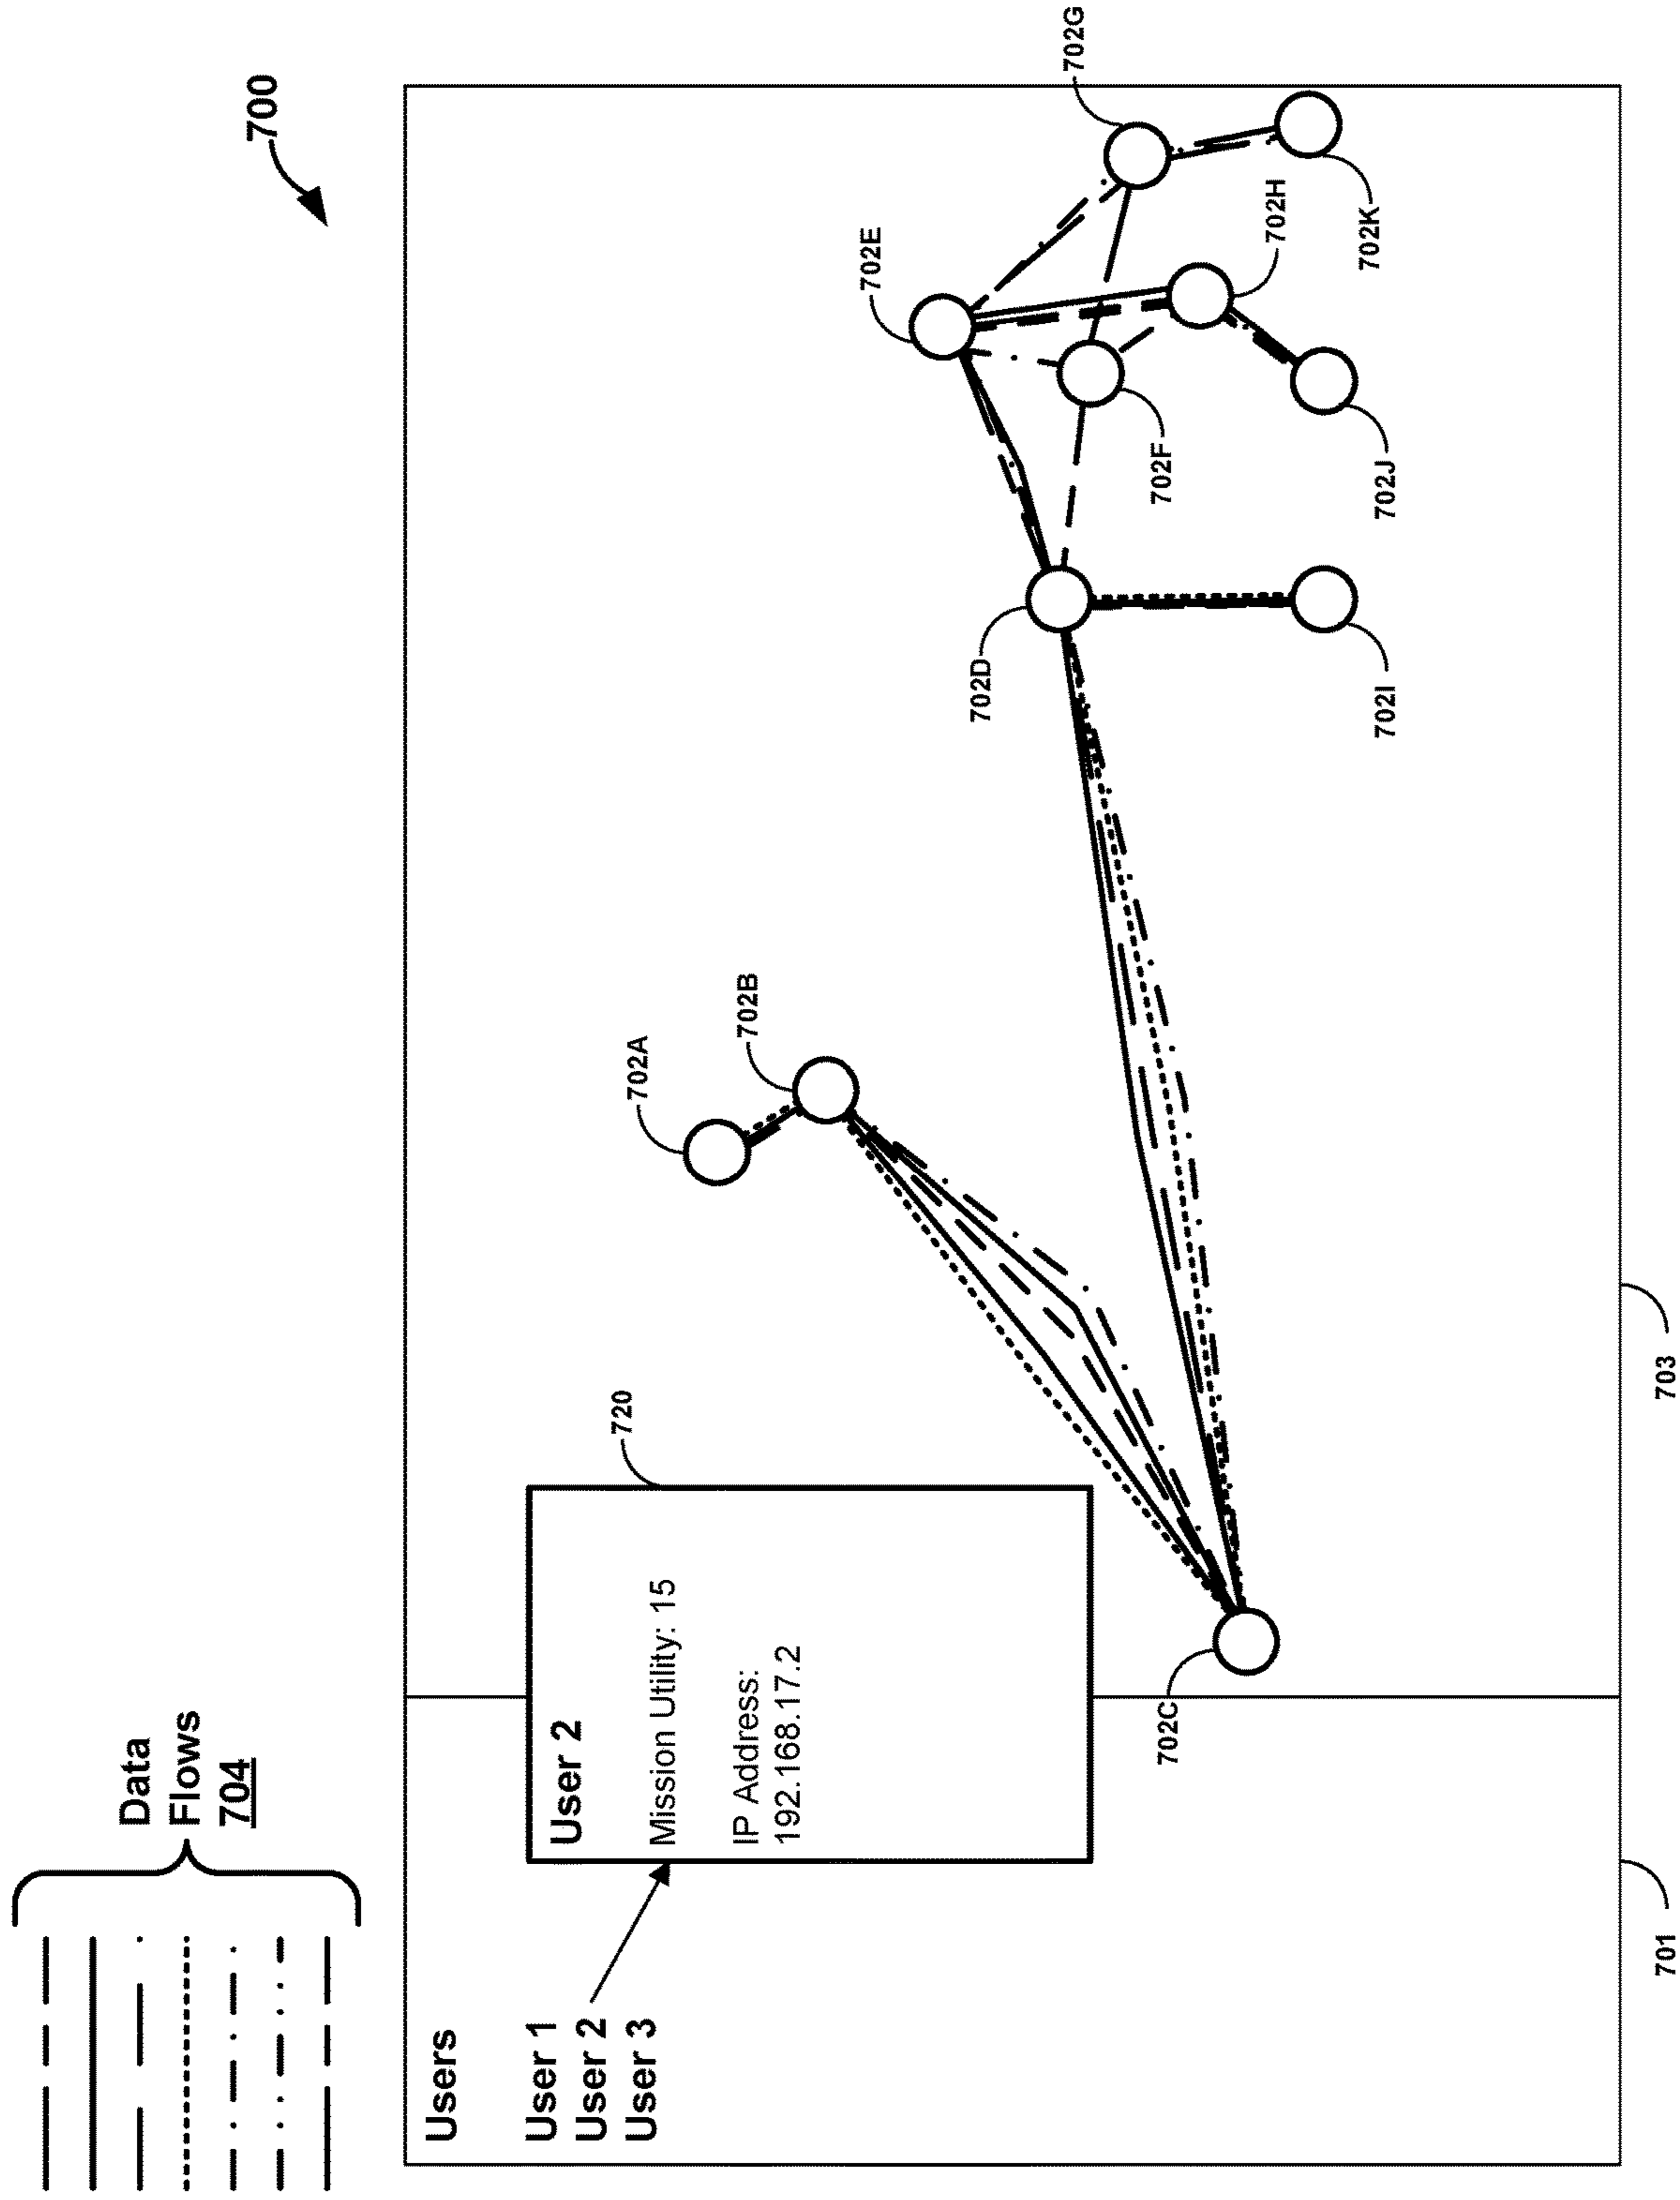 700
Data
Flows
704
Users
User 1
User 2
User 3
User 2
Mission Utility: 15
IP Address:
192.168.17.2
720
702A
702B
702C
702D
702E
702F
702G
702H
702I
702J
702K
701
703